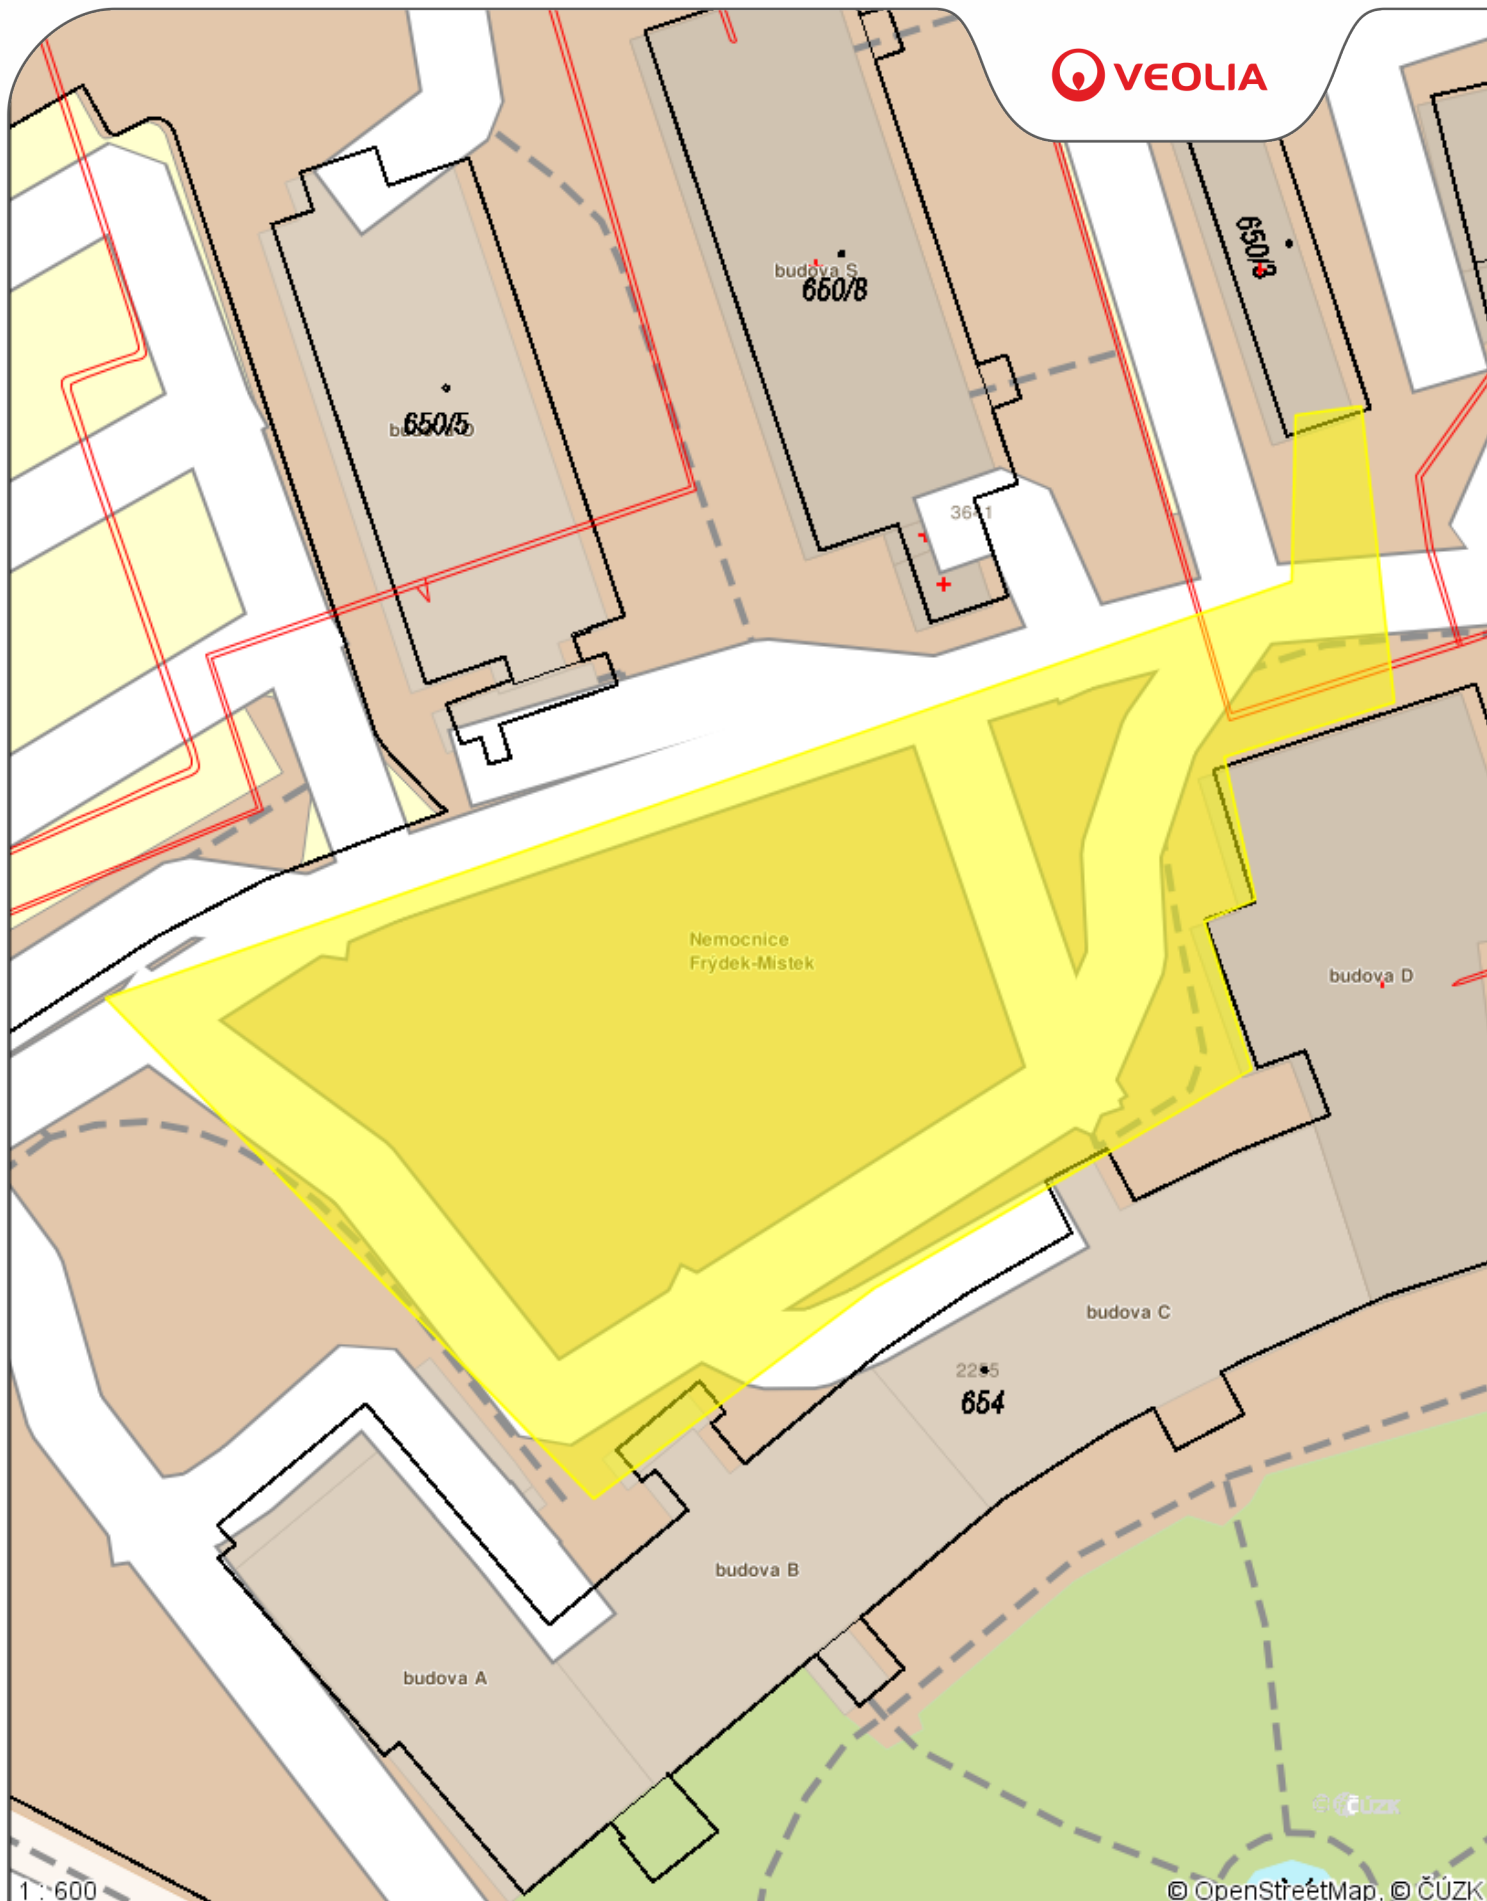 VEOLIA
650/3
budova S
650/8
650/5
3641
Nemocnice
Frýdek-Místek
budova D
budova C
654
budova B
budova A
1 : 600
© OpenStreetMap, © ČÚZK